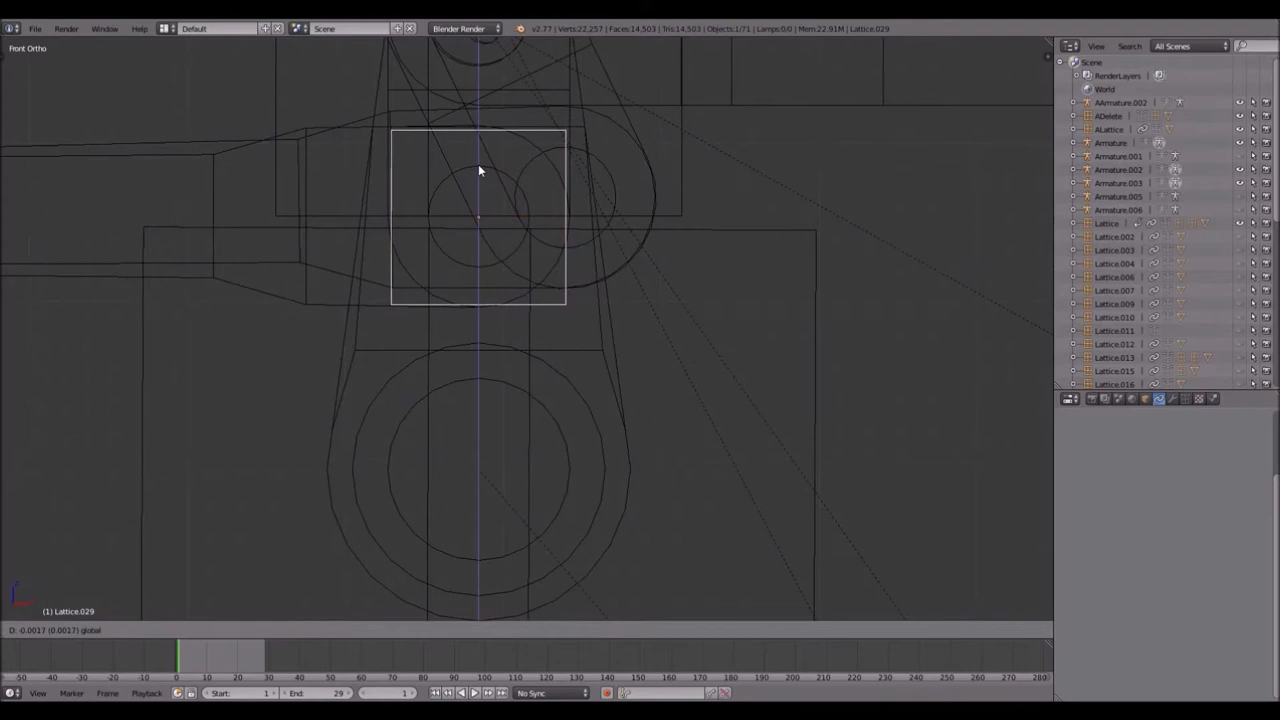 File Render Window Help Default Scene Blender Render v2.77 | Verts:22,257 | Faces:14,503 | Tris:14,503 | Objects:1/71 | Lamps:0/0 | Mem:22.91M | Lattice.029
Front Ortho
View Search All Scenes
Scene
RenderLayers
World
AArmature.002
ADelete
ALattice
Armature
Armature.001
Armature.002
Armature.003
Armature.005
Armature.006
Lattice
Lattice.002
Lattice.003
Lattice.004
Lattice.006
Lattice.007
Lattice.009
Lattice.010
Lattice.011
Lattice.012
Lattice.013
Lattice.015
Lattice.016
(1) Lattice.029
D: -0.0017 (0.0017) global
-50 -40 -30 -20 -10 0 10 20 30 40 50 60 70 80 90 100 110 120 130 140 150 160 170 180 190 200 210 220 230 240 250 260 270 280
View Marker Frame Playback Start: 1 End: 29 1 No Sync